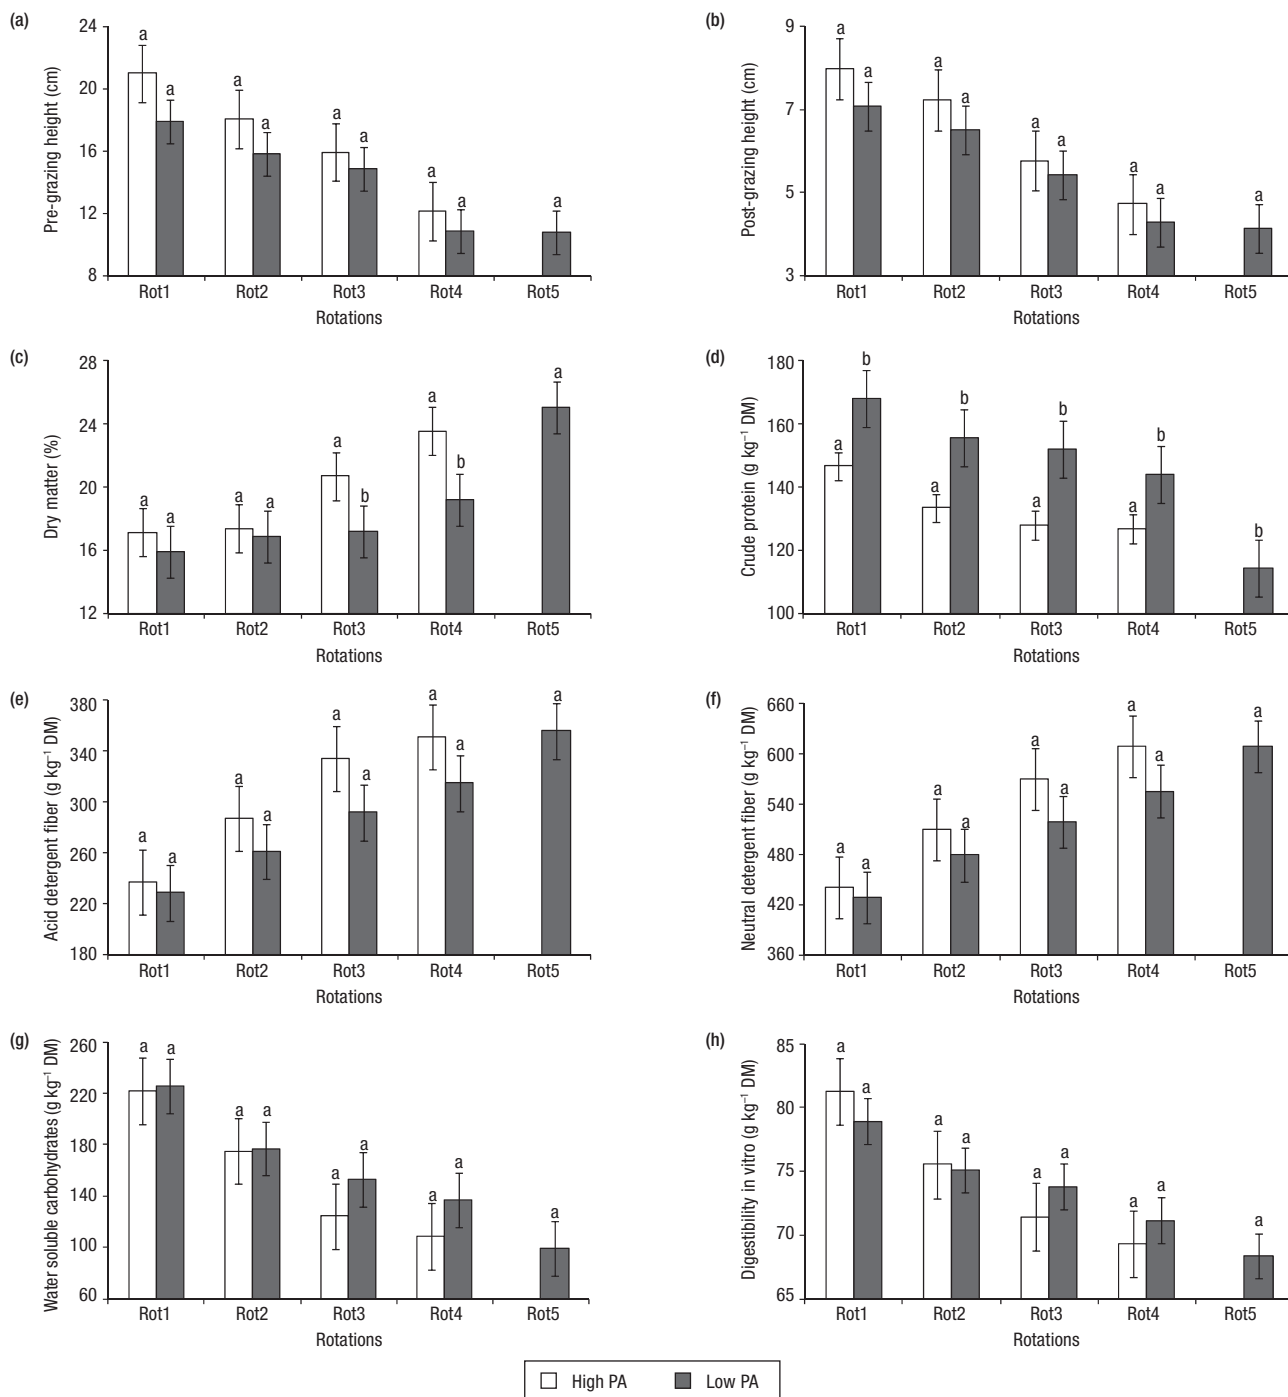 (a)
Pre-grazing height (cm)
24
20
16
12
8
a a a a a a a a a
Rot1 Rot2 Rot3 Rot4 Rot5
Rotations
(b)
Post-grazing height (cm)
9
7
5
3
a a a a a a a a a
Rot1 Rot2 Rot3 Rot4 Rot5
Rotations
(c)
Dry matter (%)
28
24
20
16
12
a a a a a b a b a
Rot1 Rot2 Rot3 Rot4 Rot5
Rotations
(d)
Crude protein (g kg⁻¹ DM)
180
160
140
120
100
a b a b a b a b b
Rot1 Rot2 Rot3 Rot4 Rot5
Rotations
(e)
Acid detergent fiber (g kg⁻¹ DM)
380
340
300
260
220
180
a a a a a a a a a
Rot1 Rot2 Rot3 Rot4 Rot5
Rotations
(f)
Neutral detergent fiber (g kg⁻¹ DM)
660
600
540
480
420
360
a a a a a a a a a
Rot1 Rot2 Rot3 Rot4 Rot5
Rotations
(g)
Water soluble carbohydrates (g kg⁻¹ DM)
260
220
180
140
100
60
a a a a a a a a a
Rot1 Rot2 Rot3 Rot4 Rot5
Rotations
(h)
Digestibility in vitro (g kg⁻¹ DM)
85
80
75
70
65
a a a a a a a a a
Rot1 Rot2 Rot3 Rot4 Rot5
Rotations
High PA Low PA